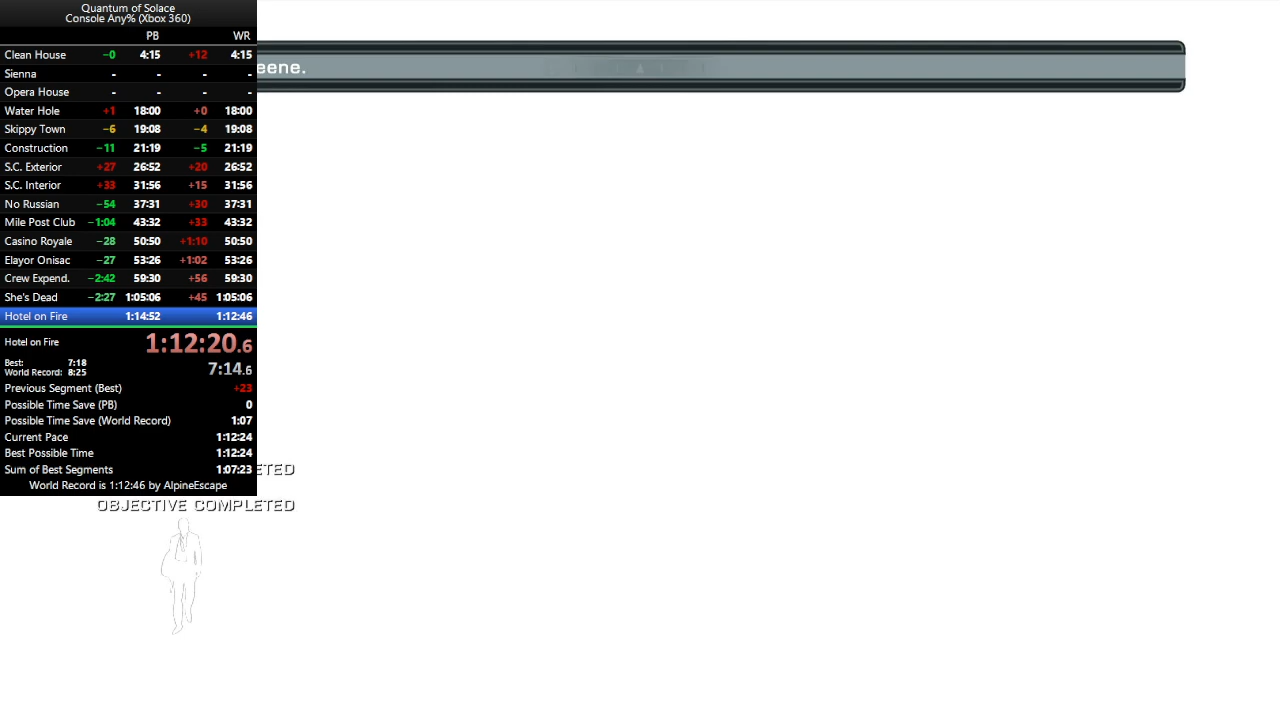 Quantum of Solace
Console Any% (Xbox 360)
PB WR
Clean House −0 4:15 +12 4:15
Sienna - - - -
Opera House - - - -
Water Hole +1 18:00 +0 18:00
Skippy Town −6 19:08 −4 19:08
Construction −11 21:19 −5 21:19
S.C. Exterior +27 26:52 +20 26:52
S.C. Interior +33 31:56 +15 31:56
No Russian −54 37:31 +30 37:31
Mile Post Club −1:04 43:32 +33 43:32
Casino Royale −28 50:50 +1:10 50:50
Elayor Onisac −27 53:26 +1:02 53:26
Crew Expend. −2:42 59:30 +56 59:30
She's Dead −2:27 1:05:06 +45 1:05:06
Hotel on Fire 1:14:52 1:12:46
Hotel on Fire 1:12:20.6
Best: 7:18
World Record: 8:25 7:14.6
Previous Segment (Best) +23
Possible Time Save (PB) 0
Possible Time Save (World Record) 1:07
Current Pace 1:12:24
Best Possible Time 1:12:24
Sum of Best Segments 1:07:23
World Record is 1:12:46 by AlpineEscape
eene.
ETED
OBJECTIVE COMPLETED